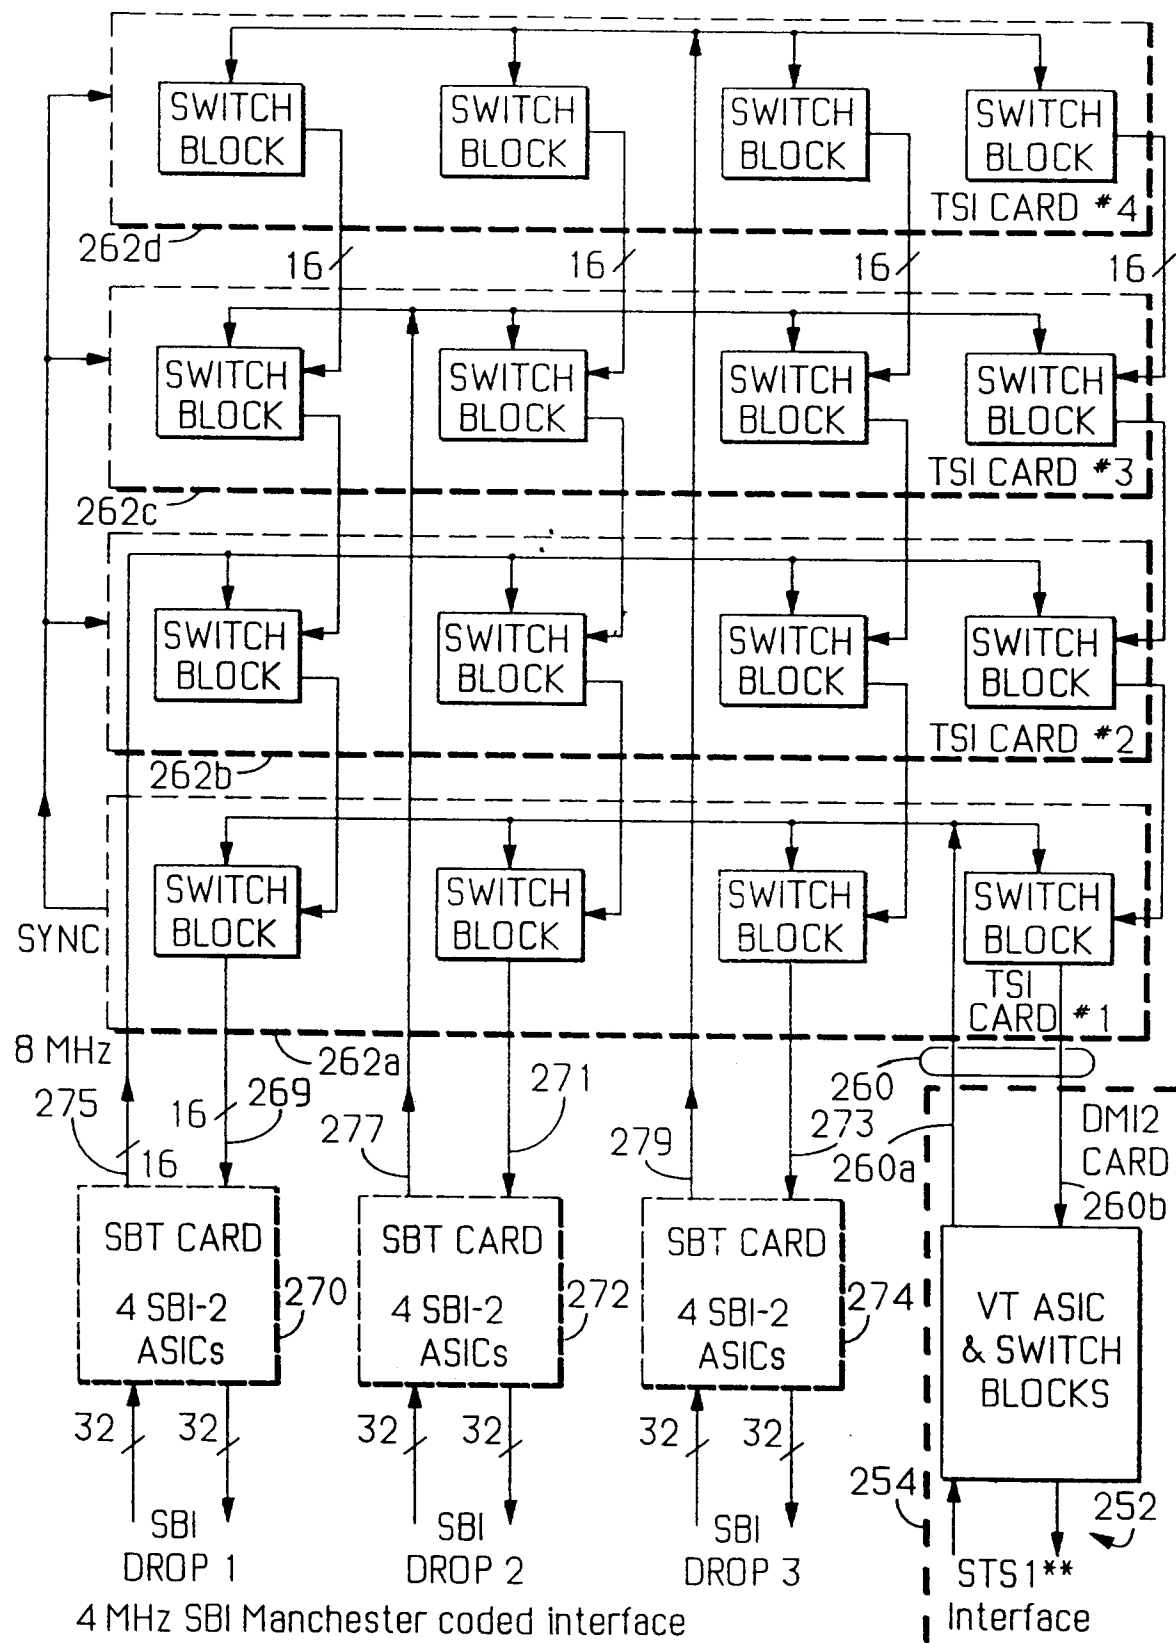 SWITCH BLOCK
SWITCH BLOCK
SWITCH BLOCK
SWITCH BLOCK
TSI CARD #4
262d
16
16
16
16
SWITCH BLOCK
SWITCH BLOCK
SWITCH BLOCK
SWITCH BLOCK
TSI CARD #3
262c
SWITCH BLOCK
SWITCH BLOCK
SWITCH BLOCK
SWITCH BLOCK
TSI CARD #2
262b
SWITCH BLOCK
SWITCH BLOCK
SWITCH BLOCK
SWITCH BLOCK
SYNC
TSI
CARD #1
8 MHz
262a
260
275
16
269
277
271
279
273
260a
DMI2
CARD
260b
16
SBT CARD
4 SBI-2
ASICs
270
SBT CARD
4 SBI-2
ASICs
272
SBT CARD
4 SBI-2
ASICs
274
VT ASIC
& SWITCH
BLOCKS
32
32
32
32
32
32
254
252
SBI
DROP 1
SBI
DROP 2
SBI
DROP 3
STS1**
Interface
4 MHz SBI Manchester coded interface